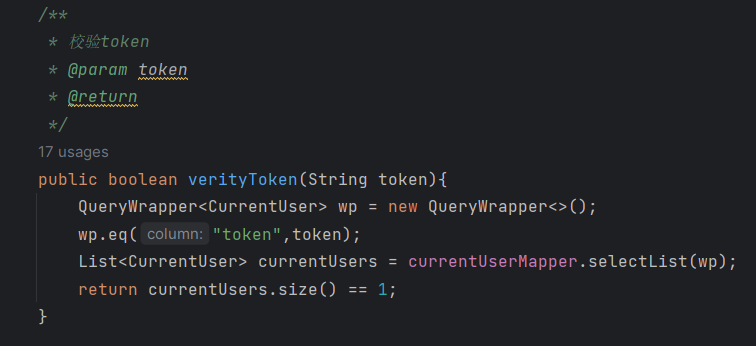 /**
 * 校验token
 * @param token
 * @return
 */
17 usages
public boolean verityToken(String token){
    QueryWrapper<CurrentUser> wp = new QueryWrapper<>();
    wp.eq( column: "token",token);
    List<CurrentUser> currentUsers = currentUserMapper.selectList(wp);
    return currentUsers.size() == 1;
}